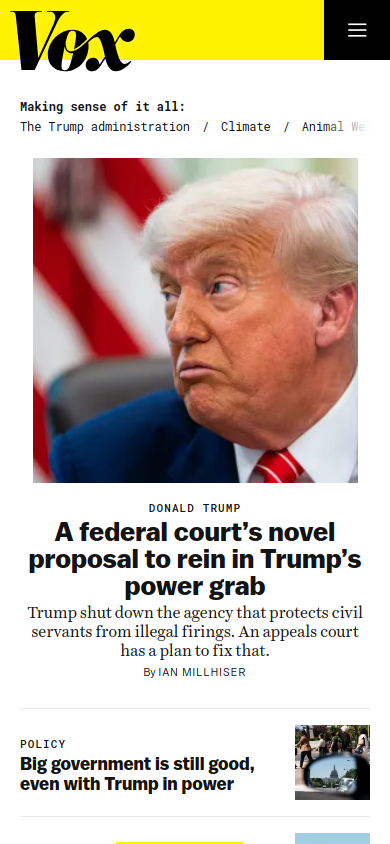 Vox
Making sense of it all:
The Trump administration / Climate / Animal We
DONALD TRUMP
A federal court’s novel
proposal to rein in Trump’s
power grab
Trump shut down the agency that protects civil
servants from illegal firings. An appeals court
has a plan to fix that.
By IAN MILLHISER
POLICY
Big government is still good,
even with Trump in power